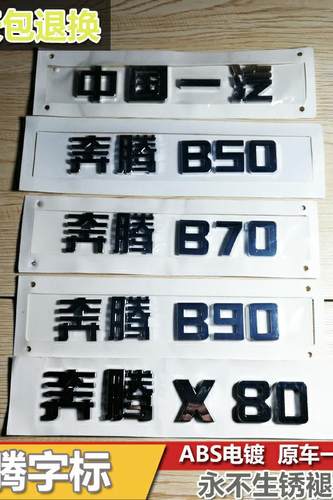 包退换
中国一汽
奔腾 B50
奔腾 B70
奔腾 B90
奔腾 X 80
腾字标
ABS电镀 原车一
永不生锈褪